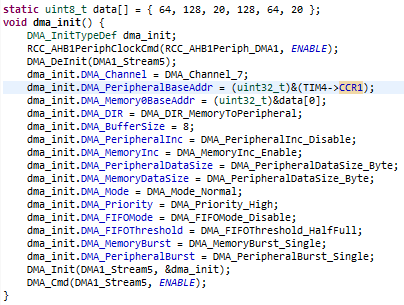 static uint8_t data[] = { 64, 128, 20, 128, 64, 20 };
void dma_init() {
DMA_InitTypeDef dma_init;
RCC_AHB1PeriphClockCmd(RCC_AHB1Periph_DMA1, ENABLE);
DMA_DeInit(DMA1_Stream5);
dma_init.DMA_Channel = DMA_Channel_7;
dma_init.DMA_PeripheralBaseAddr = (uint32_t)&(TIM4->CCR1);
dma_init.DMA_Memory0BaseAddr = (uint32_t)&data[0];
dma_init.DMA_DIR = DMA_DIR_MemoryToPeripheral;
dma_init.DMA_BufferSize = 8;
dma_init.DMA_PeripheralInc = DMA_PeripheralInc_Disable;
dma_init.DMA_MemoryInc = DMA_MemoryInc_Enable;
dma_init.DMA_PeripheralDataSize = DMA_PeripheralDataSize_Byte;
dma_init.DMA_MemoryDataSize = DMA_PeripheralDataSize_Byte;
dma_init.DMA_Mode = DMA_Mode_Normal;
dma_init.DMA_Priority = DMA_Priority_High;
dma_init.DMA_FIFOMode = DMA_FIFOMode_Disable;
dma_init.DMA_FIFOThreshold = DMA_FIFOThreshold_HalfFull;
dma_init.DMA_MemoryBurst = DMA_MemoryBurst_Single;
dma_init.DMA_PeripheralBurst = DMA_PeripheralBurst_Single;
DMA_Init(DMA1_Stream5, &dma_init);
DMA_Cmd(DMA1_Stream5, ENABLE);
}